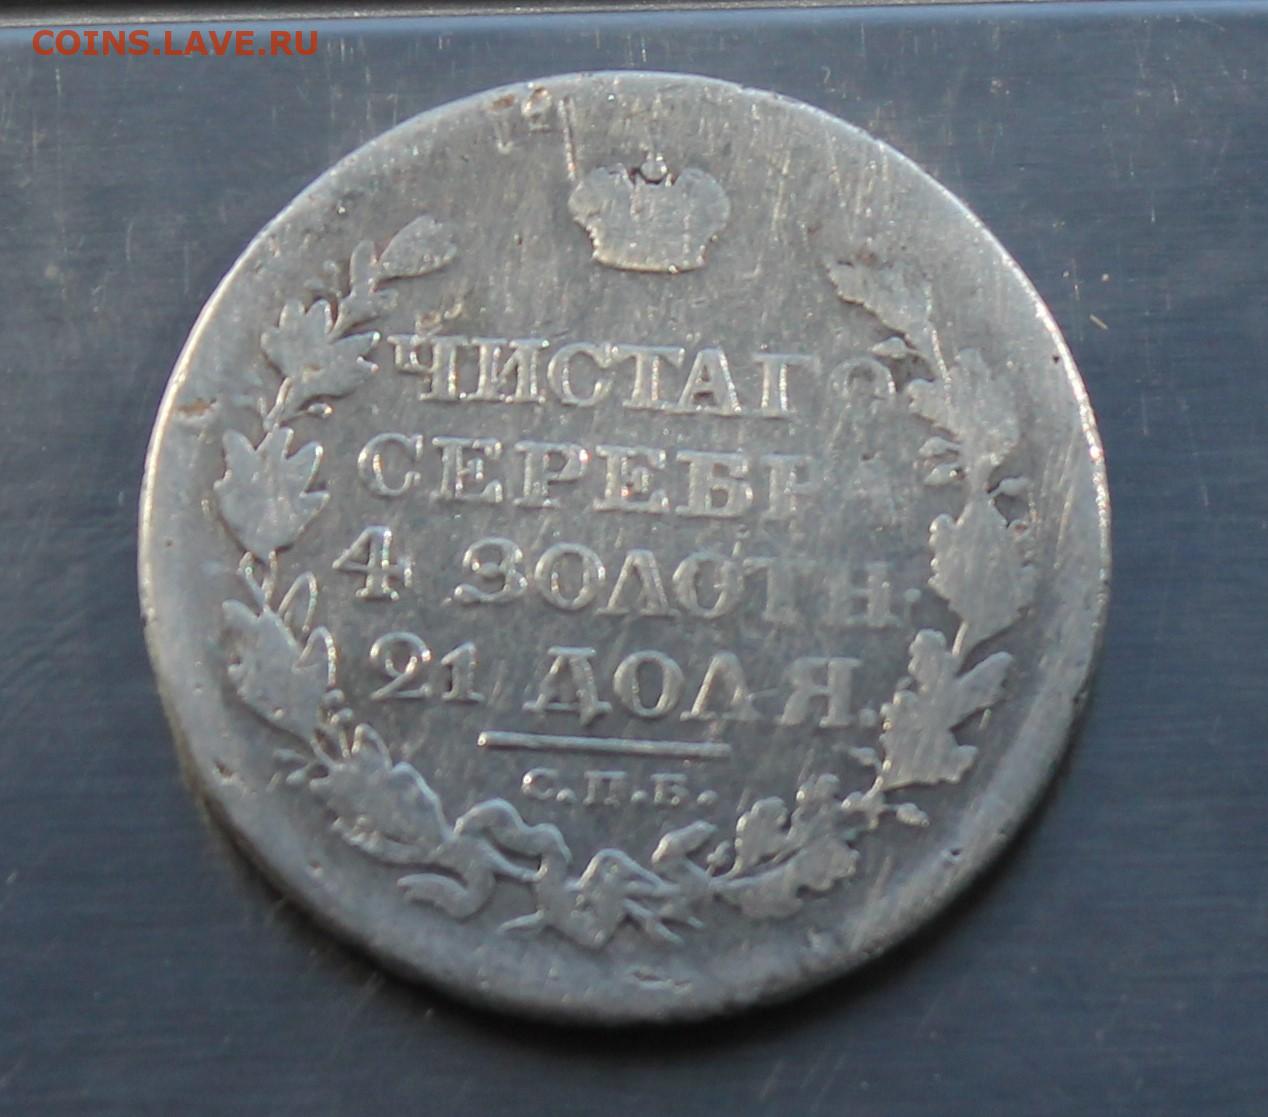 COINS.LAVE.RU
ЧИСТАГО
СЕРЕБРА
4 ЗОЛОТН.
21 ДОЛЯ.
С.П.Б.